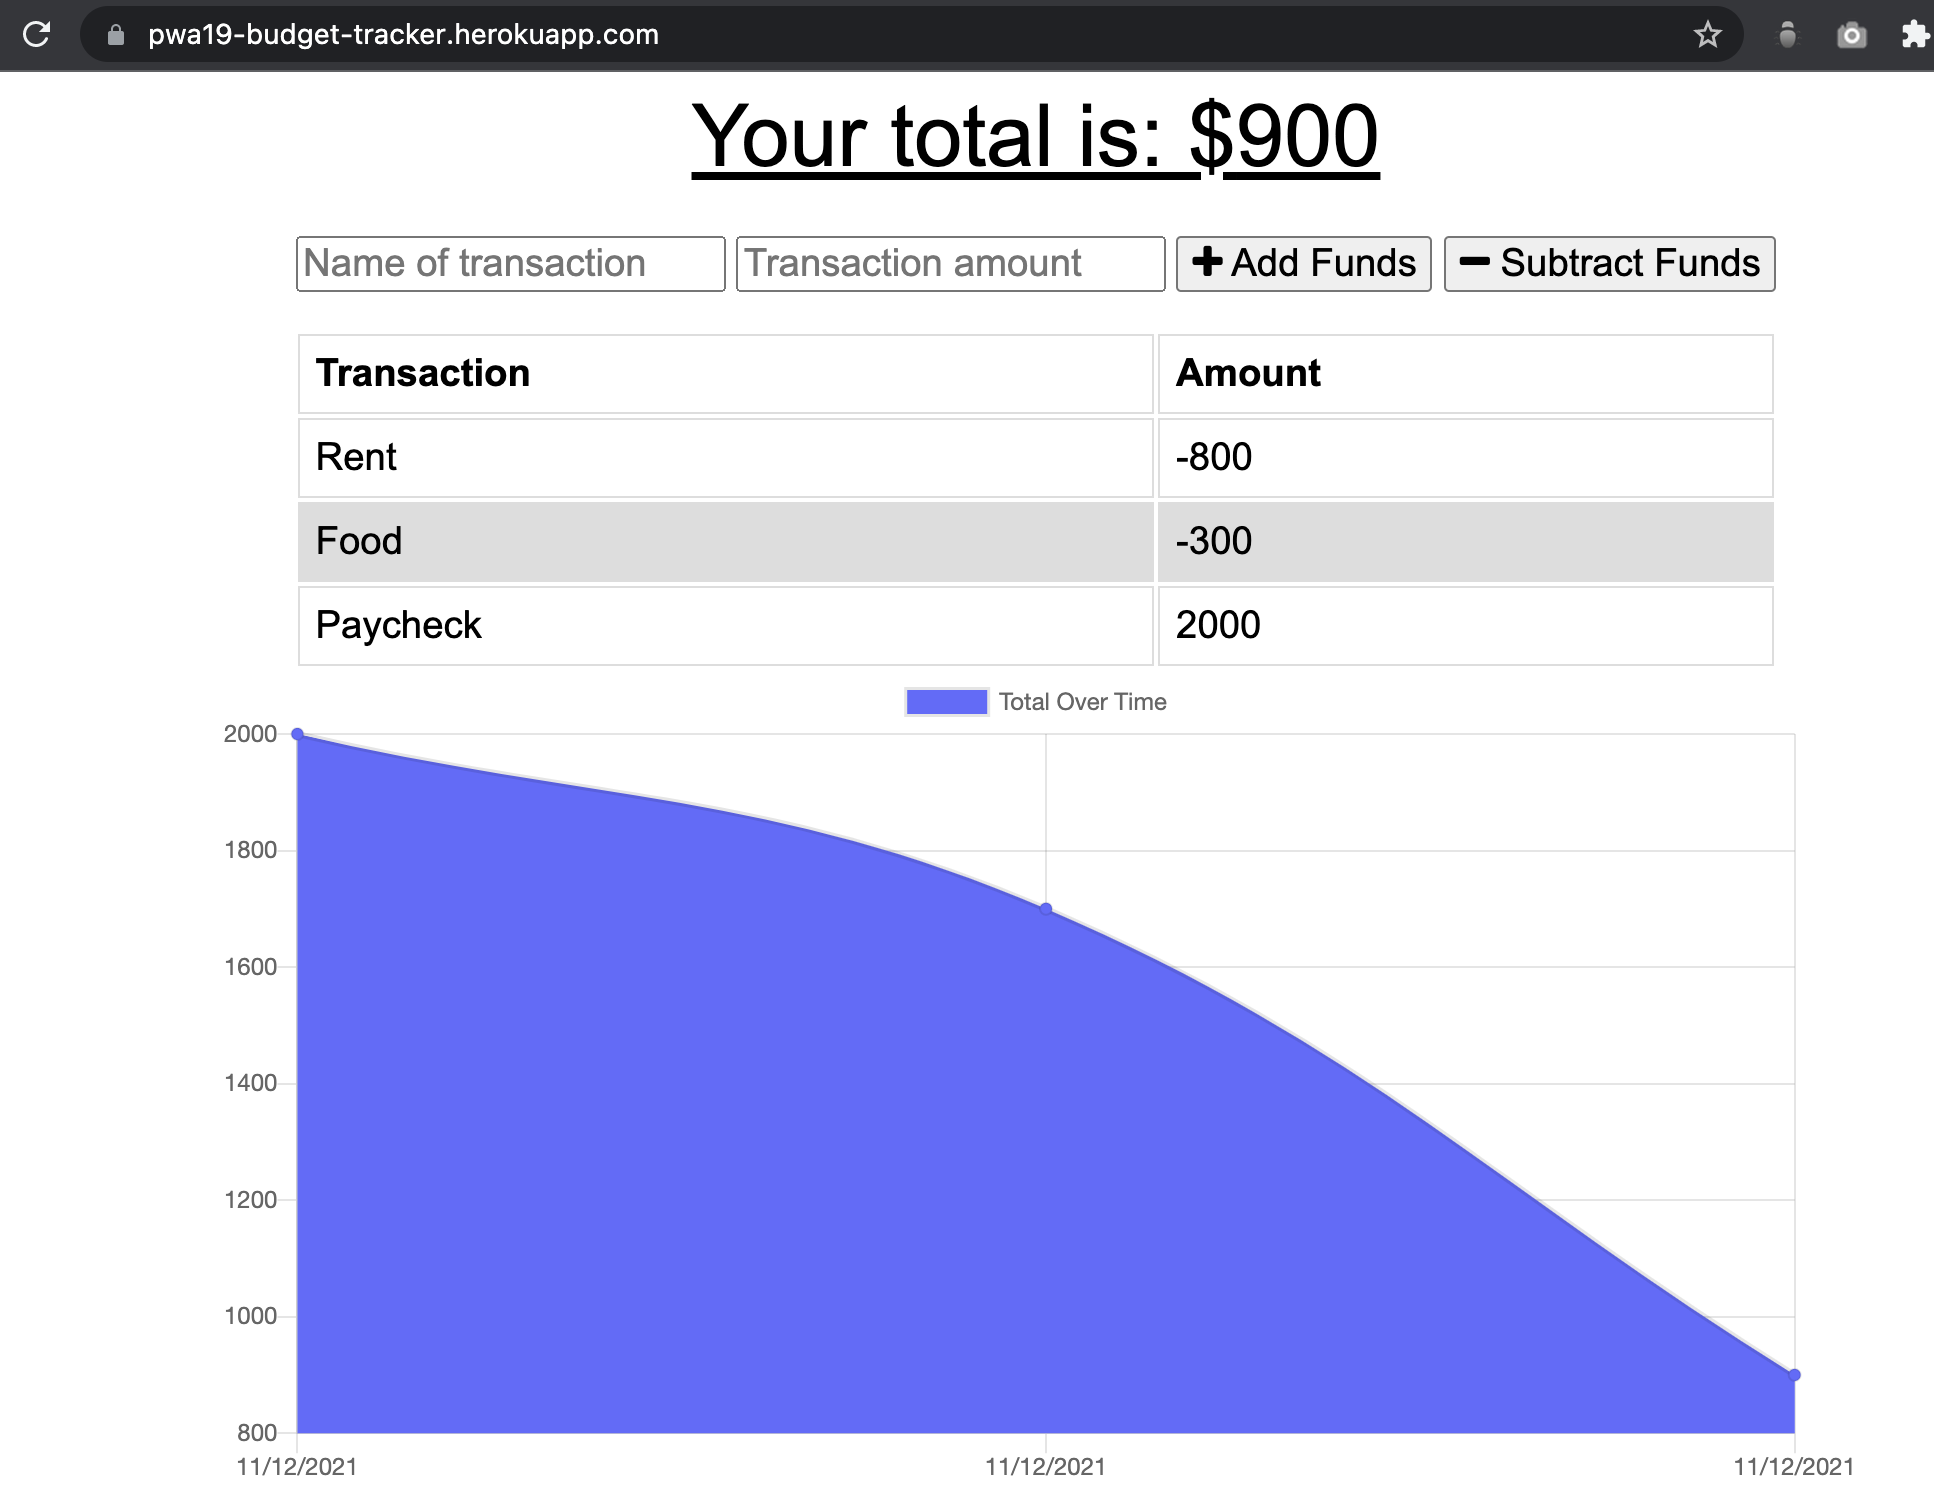 pwa19-budget-tracker.herokuapp.com
Your total is: $900
Name of transaction Transaction amount Add Funds Subtract Funds
Transaction Amount
Rent -800
Food -300
Paycheck 2000
Total Over Time
2000
1800
1600
1400
1200
1000
800
11/12/2021 11/12/2021 11/12/2021